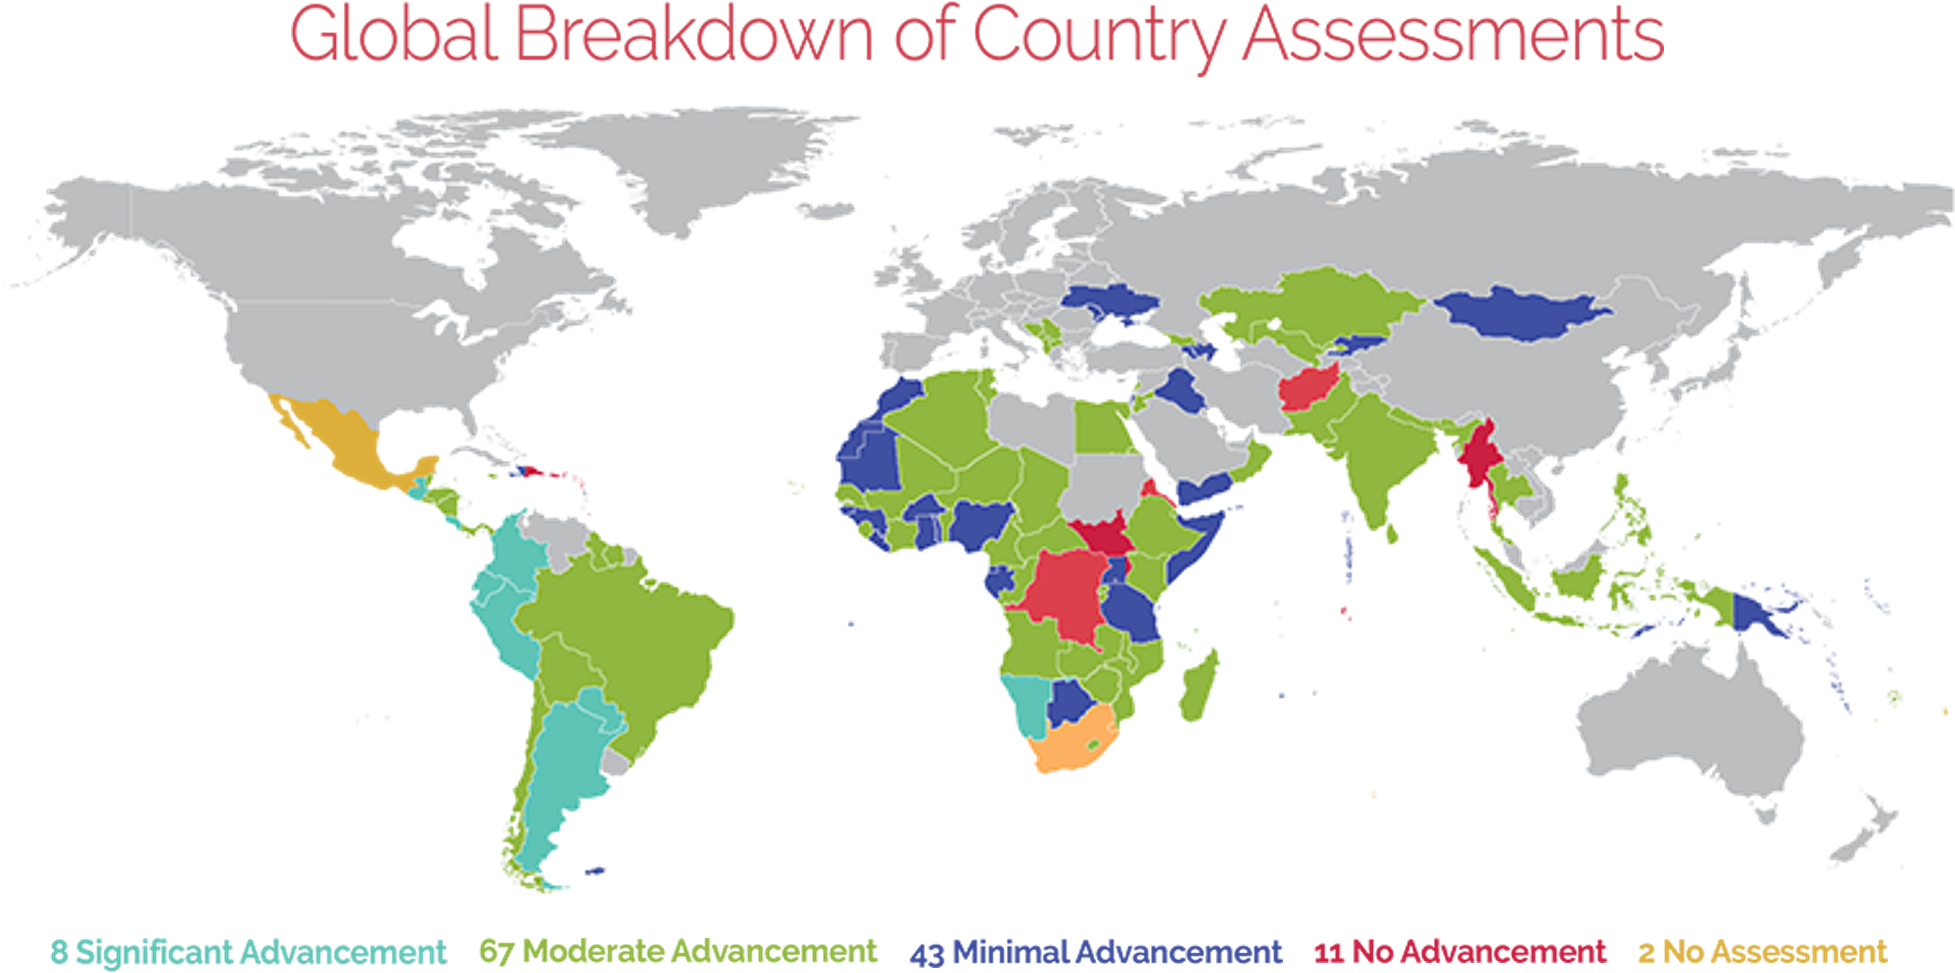 Global Breakdown of Country Assessments
8 Significant Advancement 67 Moderate Advancement 43 Minimal Advancement 11 No Advancement 2 No Assessment